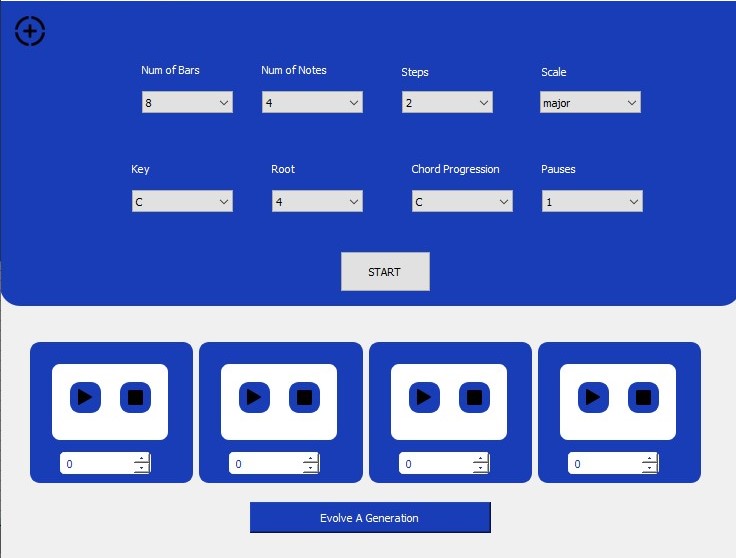 Num of Bars Num of Notes Steps Scale
8 4 2 major
Key Root Chord Progression Pauses
C 4 C 1
START
0 0 0 0
Evolve A Generation